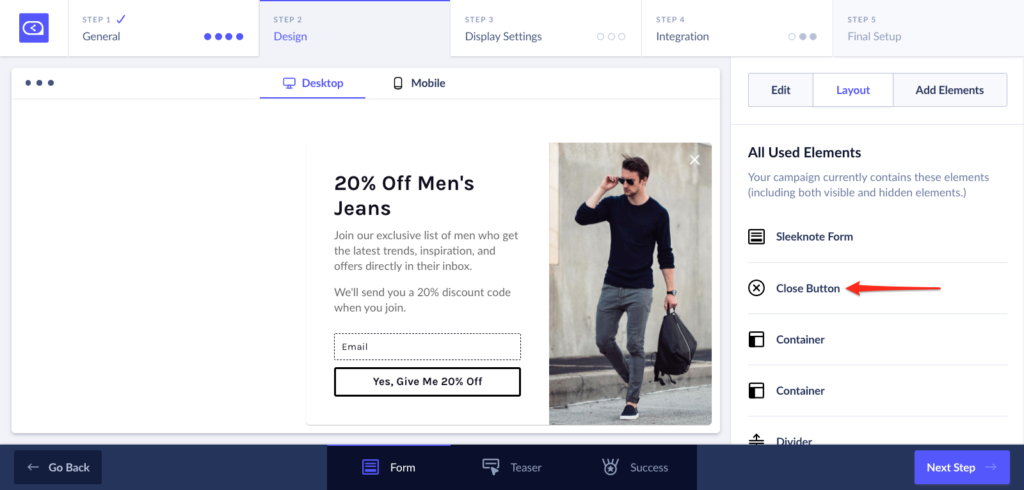 STEP 1
General
STEP 2
Design
STEP 3
Display Settings
STEP 4
Integration
STEP 5
Final Setup
Desktop
Mobile
Edit
Layout
Add Elements
20% Off Men's
Jeans
Join our exclusive list of men who get
the latest trends, inspiration, and
offers directly in their inbox.
We'll send you a 20% discount code
when you join.
Email
Yes, Give Me 20% Off
All Used Elements
Your campaign currently contains these elements
(including both visible and hidden elements.)
Sleeknote Form
Close Button
Container
Container
Divider
Go Back
Form
Teaser
Success
Next Step